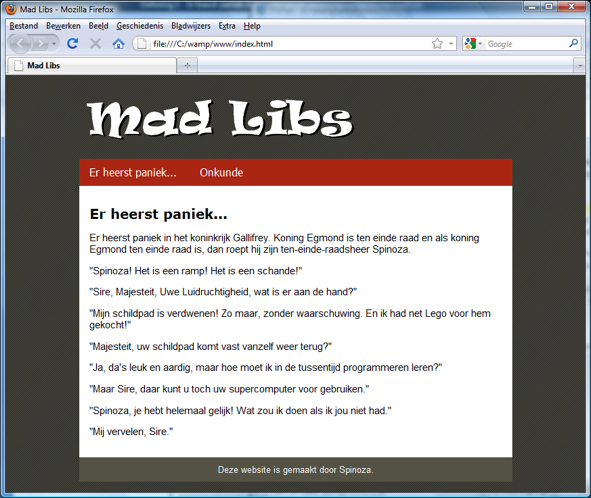 Mad Libs - Mozilla Firefox
Bestand Bewerken Beeld Geschiedenis Bladwijzers Extra Help
file:///C:/wamp/www/index.html
Google
Mad Libs
Mad Libs
Er heerst paniek...
Onkunde
Er heerst paniek...
Er heerst paniek in het koninkrijk Gallifrey. Koning Egmond is ten einde raad en als koning
Egmond ten einde raad is, dan roept hij zijn ten-einde-raadsheer Spinoza.
"Spinoza! Het is een ramp! Het is een schande!"
"Sire, Majesteit, Uwe Luidruchtigheid, wat is er aan de hand?"
"Mijn schildpad is verdwenen! Zo maar, zonder waarschuwing. En ik had net Lego voor hem
gekocht!"
"Majesteit, uw schildpad komt vast vanzelf weer terug?"
"Ja, da's leuk en aardig, maar hoe moet ik in de tussentijd programmeren leren?"
"Maar Sire, daar kunt u toch uw supercomputer voor gebruiken."
"Spinoza, je hebt helemaal gelijk! Wat zou ik doen als ik jou niet had."
"Mij vervelen, Sire."
Deze website is gemaakt door Spinoza.